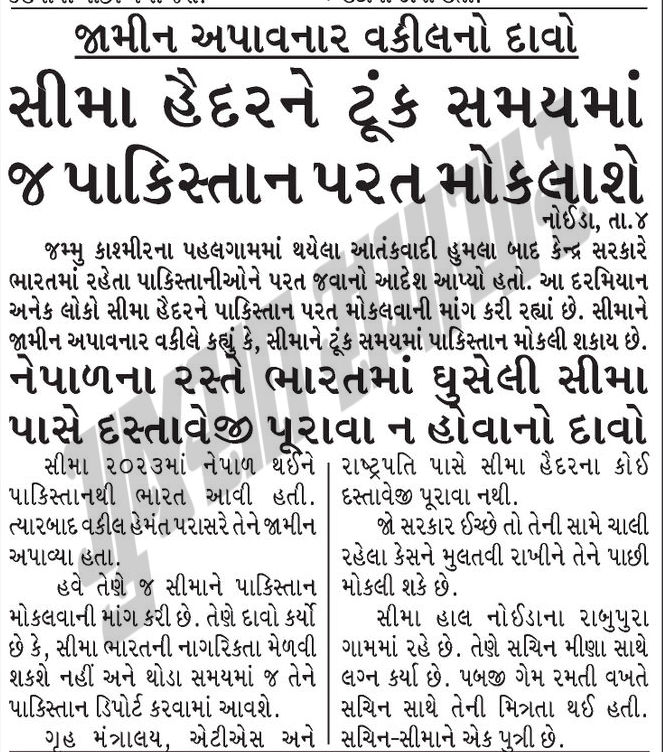 જામીન અપાવનાર વકીલનો દાવો
સીમા હૈદરને ટૂંક સમયમાં
જ પાકિસ્તાન પરત મોકલાશે
નોઈડા, તા.૪
જમ્મુ કાશ્મીરના પહલગામમાં થયેલા આતંકવાદી હુમલા બાદ કેન્દ્ર સરકારે
ભારતમાં રહેતા પાકિસ્તાનીઓને પરત જવાનો આદેશ આપ્યો હતો. આ દરમિયાન
અનેક લોકો સીમા હૈદરને પાકિસ્તાન પરત મોકલવાની માંગ કરી રહ્યાં છે. સીમાને
જામીન અપાવનાર વકીલે કહ્યું કે, સીમાને ટૂંક સમયમાં પાકિસ્તાન મોકલી શકાય છે.
નેપાળના રસ્તે ભારતમાં ઘુસેલી સીમા
પાસે દસ્તાવેજી પૂરાવા ન હોવાનો દાવો
સીમા ૨૦૨૩માં નેપાળ થઈને
પાકિસ્તાનથી ભારત આવી હતી.
ત્યારબાદ વકીલ હેમંત પરાસરે તેને જામીન
અપાવ્યા હતા.
હવે તેણે જ સીમાને પાકિસ્તાન
મોકલવાની માંગ કરી છે. તેણે દાવો કર્યો
છે કે, સીમા ભારતની નાગરિકતા મેળવી
શકશે નહીં અને થોડા સમયમાં જ તેને
પાકિસ્તાન ડિપોર્ટ કરવામાં આવશે.
ગૃહ મંત્રાલય, એટીએસ અને
રાષ્ટ્રપતિ પાસે સીમા હૈદરના કોઈ
દસ્તાવેજી પૂરાવા નથી.
જો સરકાર ઈચ્છે તો તેની સામે ચાલી
રહેલા કેસને મુલતવી રાખીને તેને પાછી
મોકલી શકે છે.
સીમા હાલ નોઈડાના રાબુપુરા
ગામમાં રહે છે. તેણે સચિન મીણા સાથે
લગ્ન કર્યા છે. પબજી ગેમ રમતી વખતે
સચિન સાથે તેની મિત્રતા થઈ હતી.
સચિન-સીમાને એક પુત્રી છે.